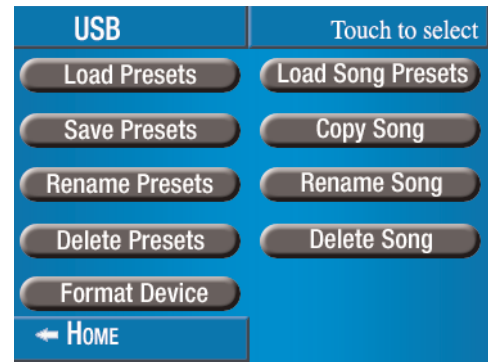 USB
Touch to select
Load Presets
Load Song Presets
Save Presets
Copy Song
Rename Presets
Rename Song
Delete Presets
Delete Song
Format Device
HOME